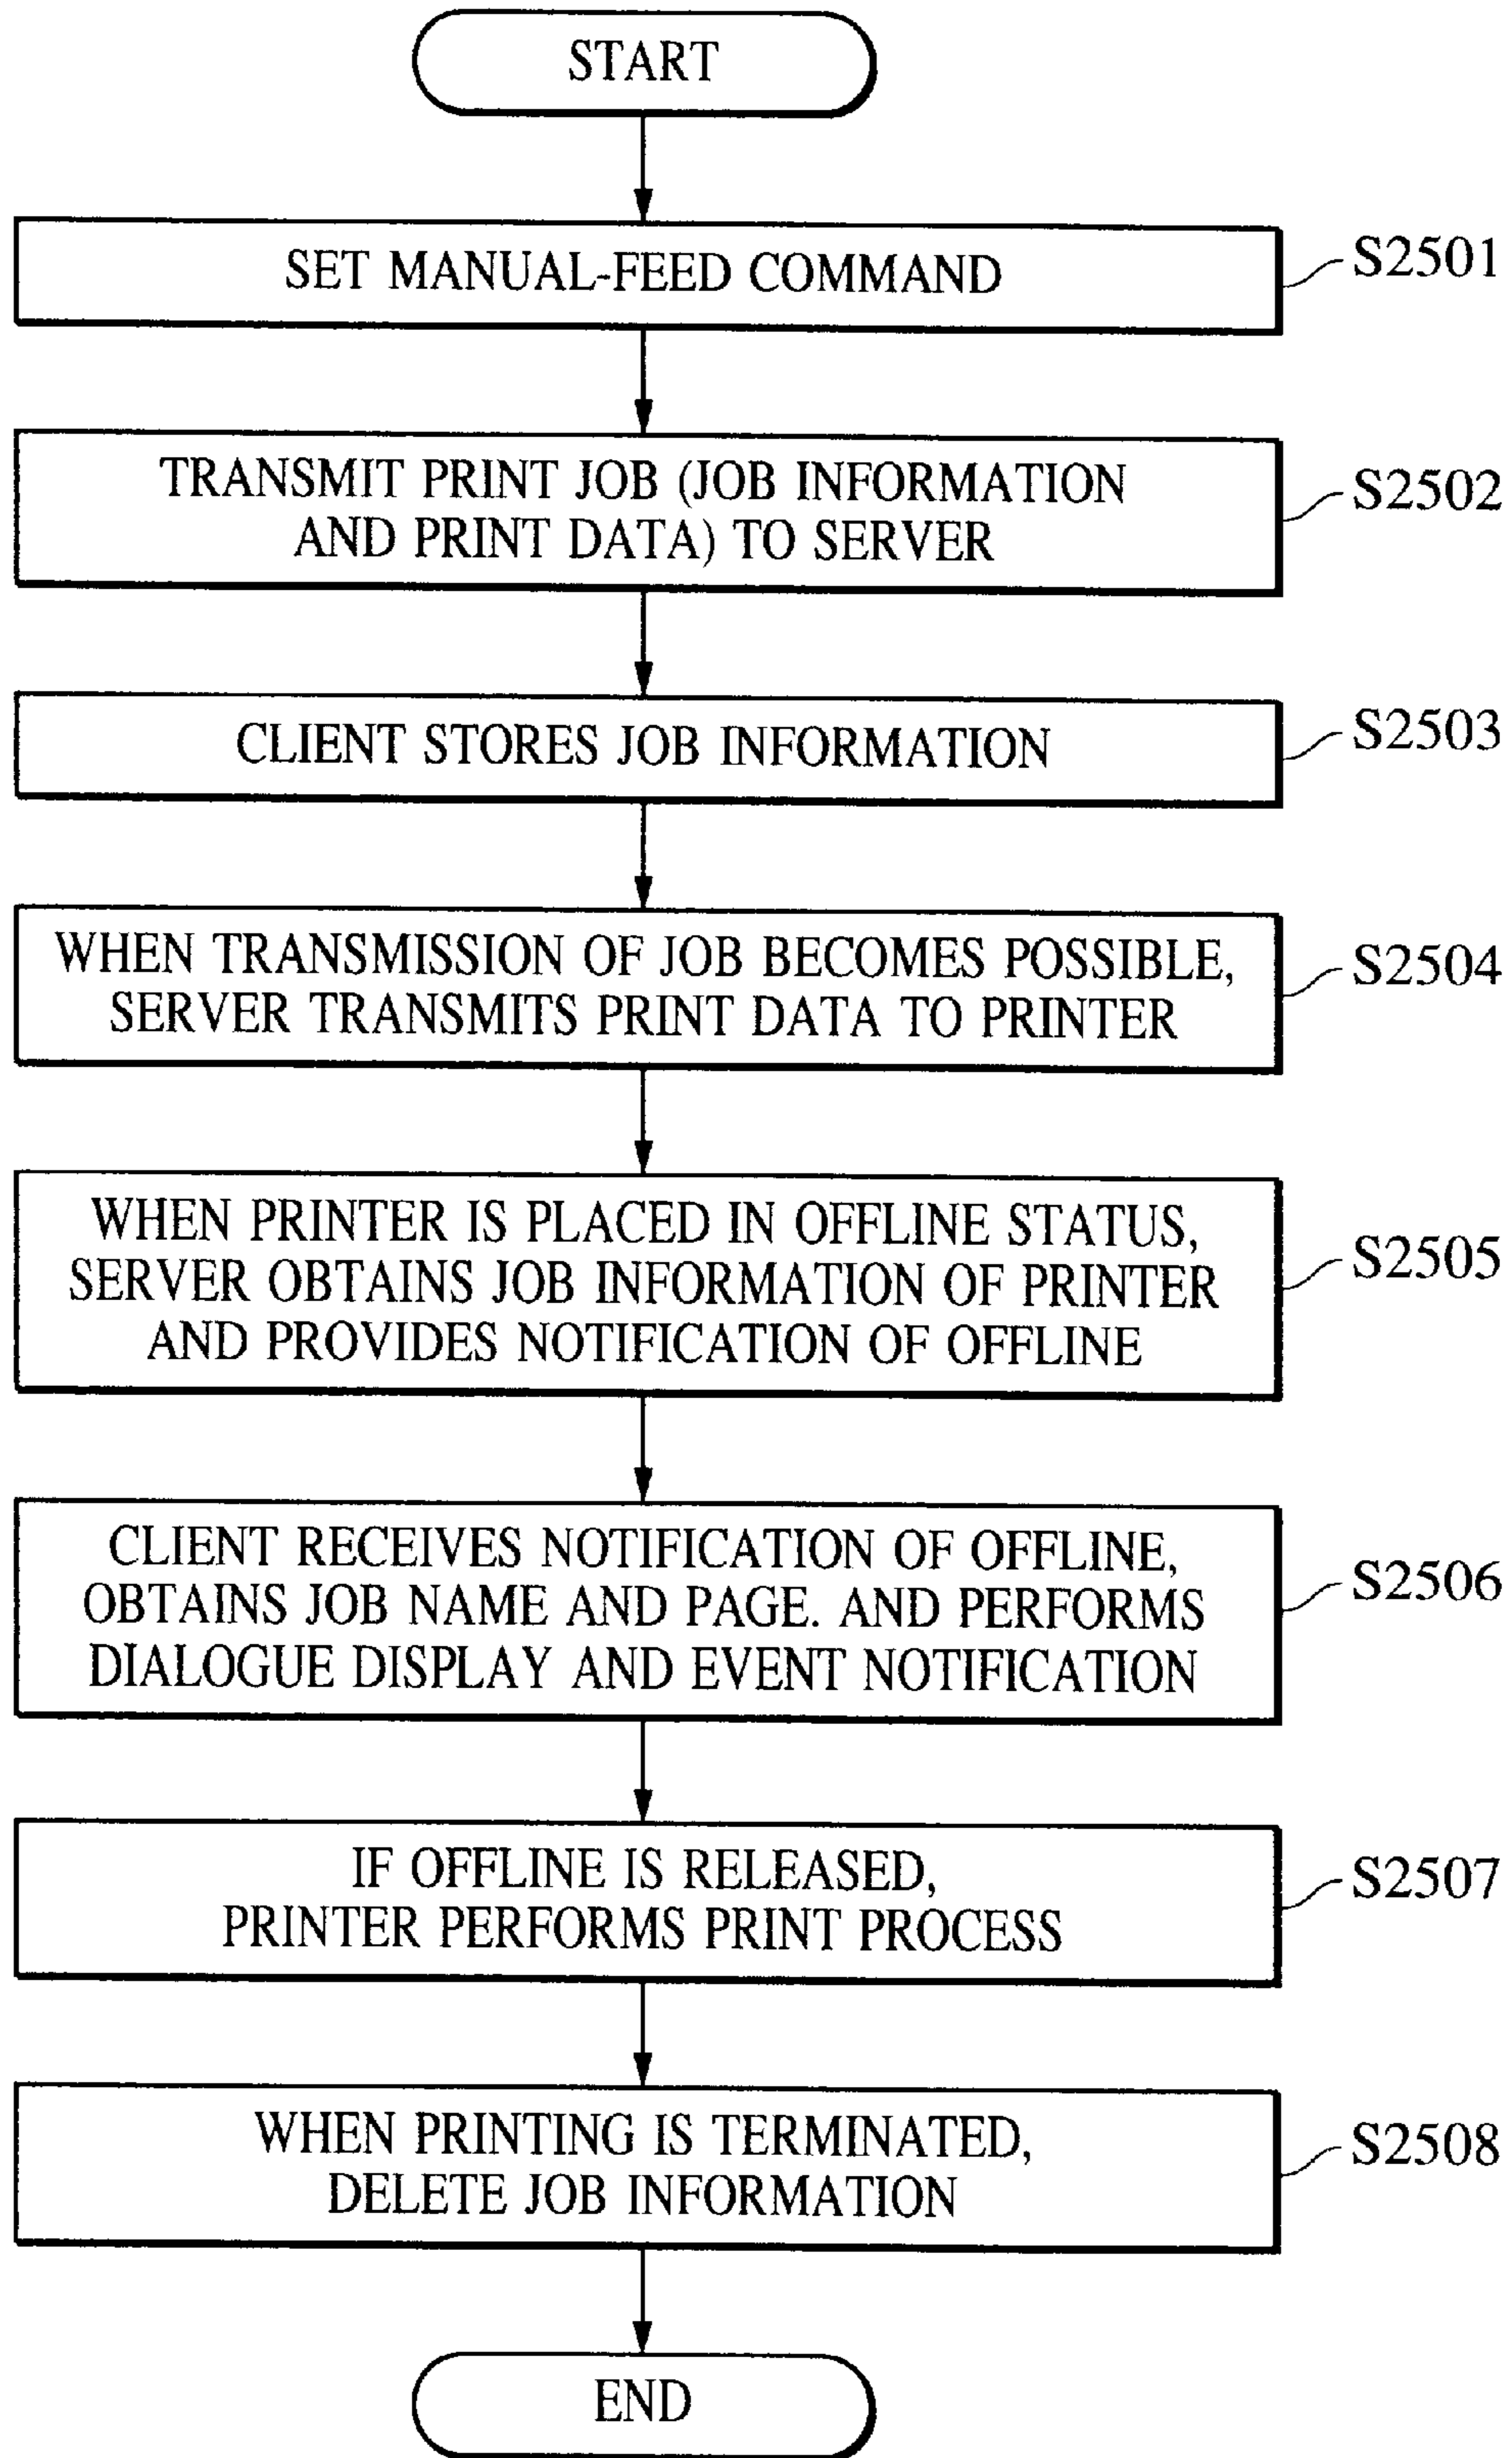 START
SET MANUAL-FEED COMMAND
S2501
TRANSMIT PRINT JOB (JOB INFORMATION
AND PRINT DATA) TO SERVER
S2502
CLIENT STORES JOB INFORMATION
S2503
WHEN TRANSMISSION OF JOB BECOMES POSSIBLE,
SERVER TRANSMITS PRINT DATA TO PRINTER
S2504
WHEN PRINTER IS PLACED IN OFFLINE STATUS,
SERVER OBTAINS JOB INFORMATION OF PRINTER
AND PROVIDES NOTIFICATION OF OFFLINE
S2505
CLIENT RECEIVES NOTIFICATION OF OFFLINE,
OBTAINS JOB NAME AND PAGE. AND PERFORMS
DIALOGUE DISPLAY AND EVENT NOTIFICATION
S2506
IF OFFLINE IS RELEASED,
PRINTER PERFORMS PRINT PROCESS
S2507
WHEN PRINTING IS TERMINATED,
DELETE JOB INFORMATION
S2508
END